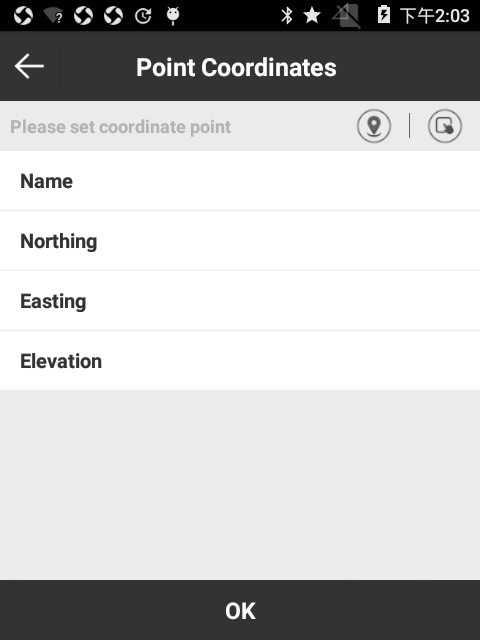 下午2:03
Point Coordinates
Please set coordinate point
Name
Northing
Easting
Elevation
OK